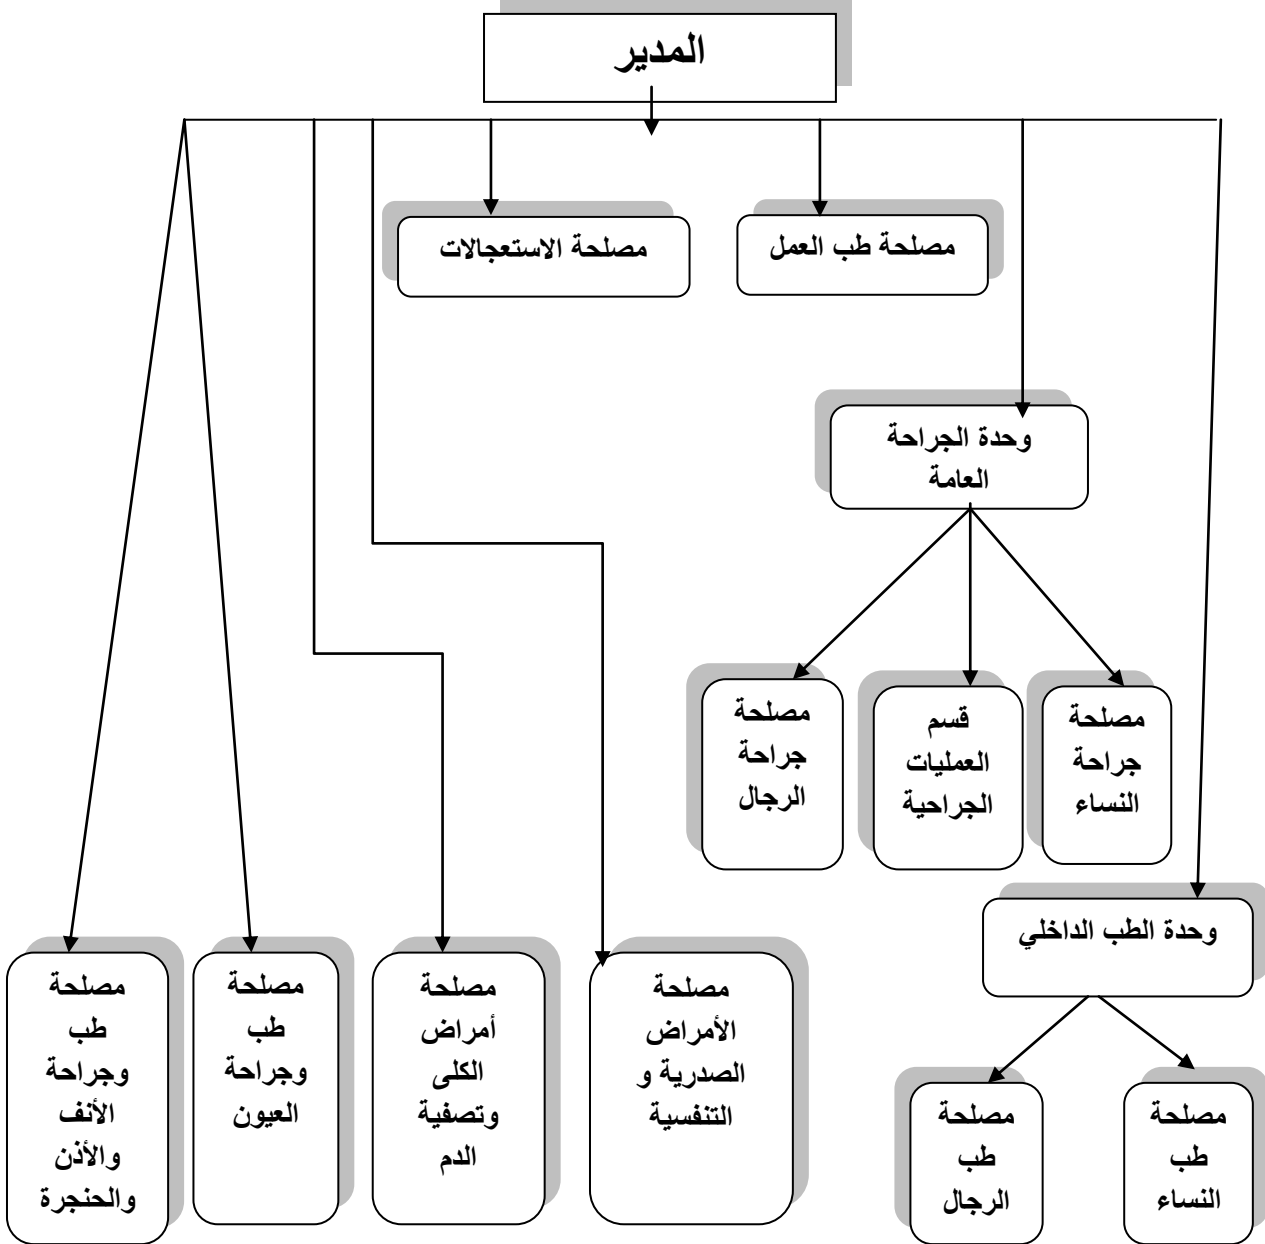 المدير
مصلحة طب العمل
مصلحة الاستعجالات
وحدة الجراحة
العامة
مصلحة
جراحة
النساء
قسم
العمليات
الجراحية
مصلحة
جراحة
الرجال
وحدة الطب الداخلي
مصلحة
طب
النساء
مصلحة
طب
الرجال
مصلحة
الأمراض
الصدرية و
التنفسية
مصلحة
أمراض
الكلى
وتصفية
الدم
مصلحة
طب
وجراحة
العيون
مصلحة
طب
وجراحة
الأنف
والأذن
والحنجرة